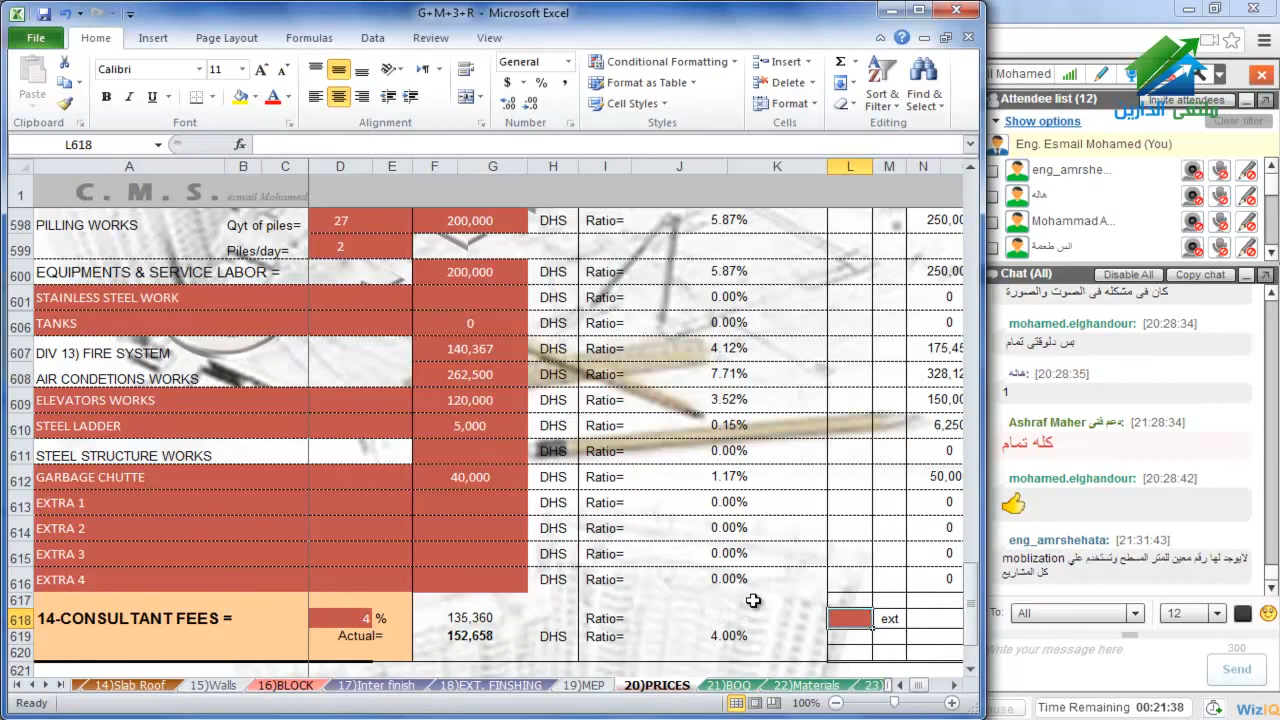 G+M+3+R - Microsoft Excel
File Home Insert Page Layout Formulas Data Review View
Paste Calibri 11 General Conditional Formatting Format as Table Cell Styles Insert Delete Format Sort & Filter Find & Select
Clipboard Font Alignment Number Styles Cells Editing
L618 fx
A B C D E F G H I J K L M N
1 C. M. S. esmail Mohamed
598 PILLING WORKS Qyt of piles= 27 200,000 DHS Ratio= 5.87% 250,00
599 Piles/day= 2
600 EQUIPMENTS & SERVICE LABOR = 200,000 DHS Ratio= 5.87% 250,00
601 STAINLESS STEEL WORK DHS Ratio= 0.00% 0
606 TANKS 0 DHS Ratio= 0.00% 0
607 DIV 13) FIRE SYSTEM 140,367 DHS Ratio= 4.12% 175,45
608 AIR CONDETIONS WORKS 262,500 DHS Ratio= 7.71% 328,12
609 ELEVATORS WORKS 120,000 DHS Ratio= 3.52% 150,00
610 STEEL LADDER 5,000 DHS Ratio= 0.15% 6,250
611 STEEL STRUCTURE WORKS DHS Ratio= 0.00% 0
612 GARBAGE CHUTTE 40,000 DHS Ratio= 1.17% 50,000
613 EXTRA 1 DHS Ratio= 0.00% 0
614 EXTRA 2 DHS Ratio= 0.00% 0
615 EXTRA 3 DHS Ratio= 0.00% 0
616 EXTRA 4 DHS Ratio= 0.00% 0
617
618 14-CONSULTANT FEES = 4 % 135,360 Ratio= ext
619 Actual= 152,658 DHS Ratio= 4.00%
620
621
14)Slab Roof 15)Walls 16)BLOCK 17)Inter finish 18)EXT. FINSHING 19)MEP 20)PRICES 21)BOQ 22)Materials 23)
Ready 100%
il Mohamed
ملتقى الدارين
Attendee list (12) Invite attendees
Show options Clear filter
Eng. Esmail Mohamed (You)
eng_amrshe...
هاله
Mohammad A...
انس طعمة
Chat (All) Disable All Copy chat
كان فى مشكله فى الصوت والصورة
mohamed.elghandour: [20:28:34]
بس دلوقتى تمام
هاله: [20:28:35]
1
Ashraf Maher دعم فنى: [21:28:34]
كله تمام
mohamed.elghandour: [20:28:42]
eng_amrshehata: [21:31:43]
لايوجد لها رقم معين للمتر المسطح وتستخدم علي moblization
كل المشاريع
To: All 12
Write your message here. 300
Send
Time Remaining 00:21:38 WizIQ